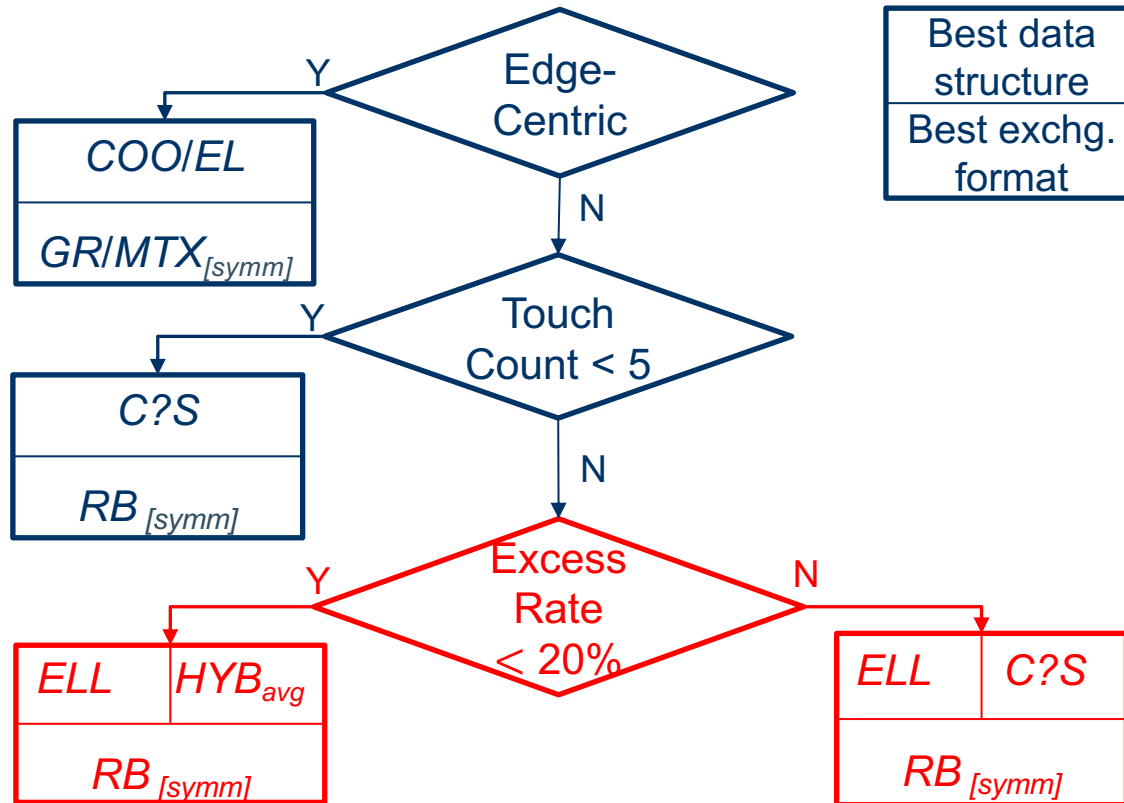 Y
Edge-
Centric
Best data
structure
Best exchg.
format
COO/EL
GR/MTX[symm]
N
Y
Touch
Count < 5
C?S
RB [symm]
N
Y
Excess
Rate
< 20%
N
ELL HYBavg
RB [symm]
ELL C?S
RB [symm]